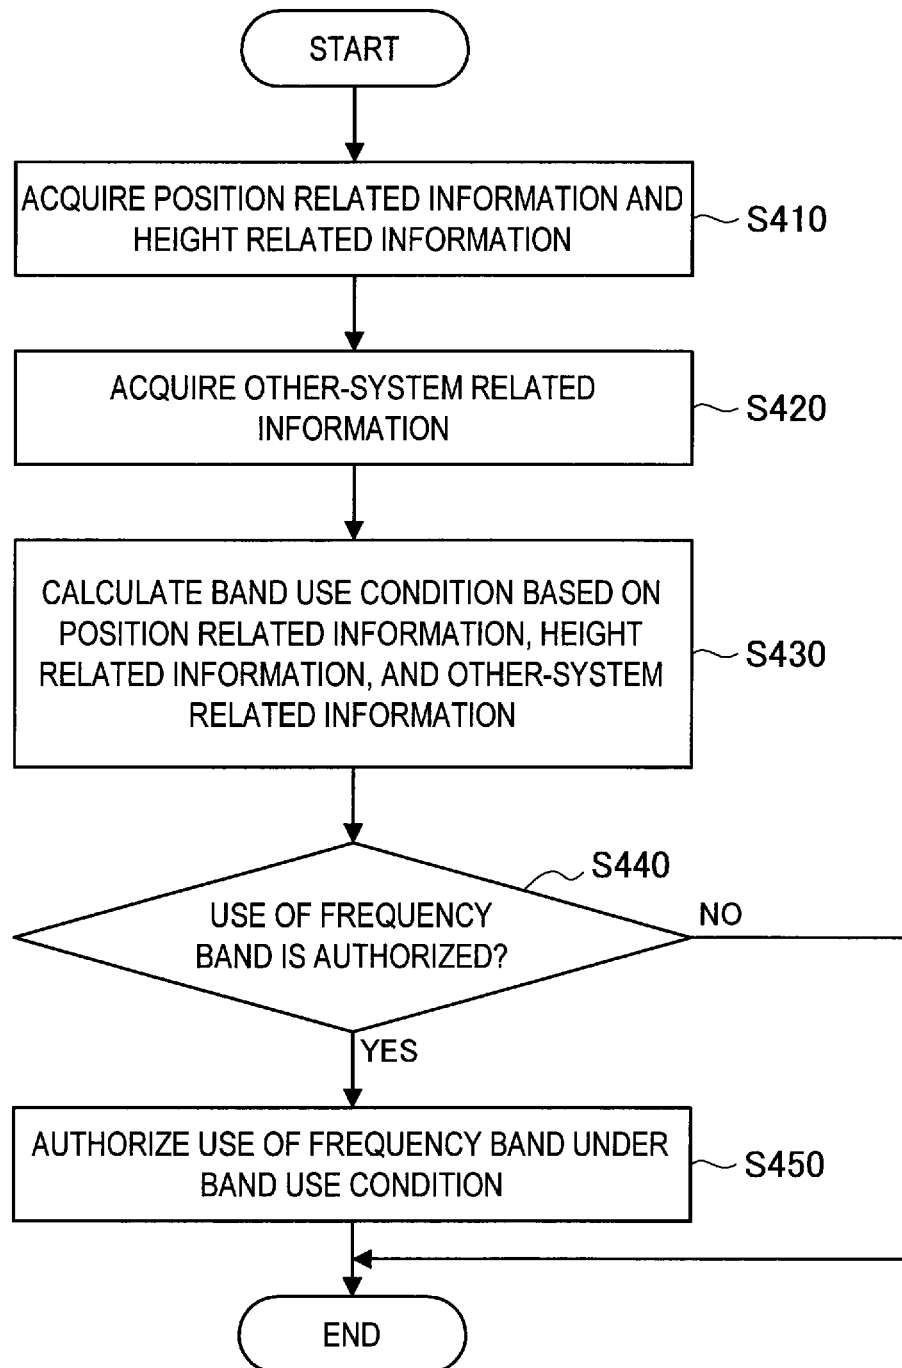 START
ACQUIRE POSITION RELATED INFORMATION AND
HEIGHT RELATED INFORMATION
S410
ACQUIRE OTHER-SYSTEM RELATED
INFORMATION
S420
CALCULATE BAND USE CONDITION BASED ON
POSITION RELATED INFORMATION, HEIGHT
RELATED INFORMATION, AND OTHER-SYSTEM
RELATED INFORMATION
S430
S440
USE OF FREQUENCY
BAND IS AUTHORIZED?
NO
YES
AUTHORIZE USE OF FREQUENCY BAND UNDER
BAND USE CONDITION
S450
END